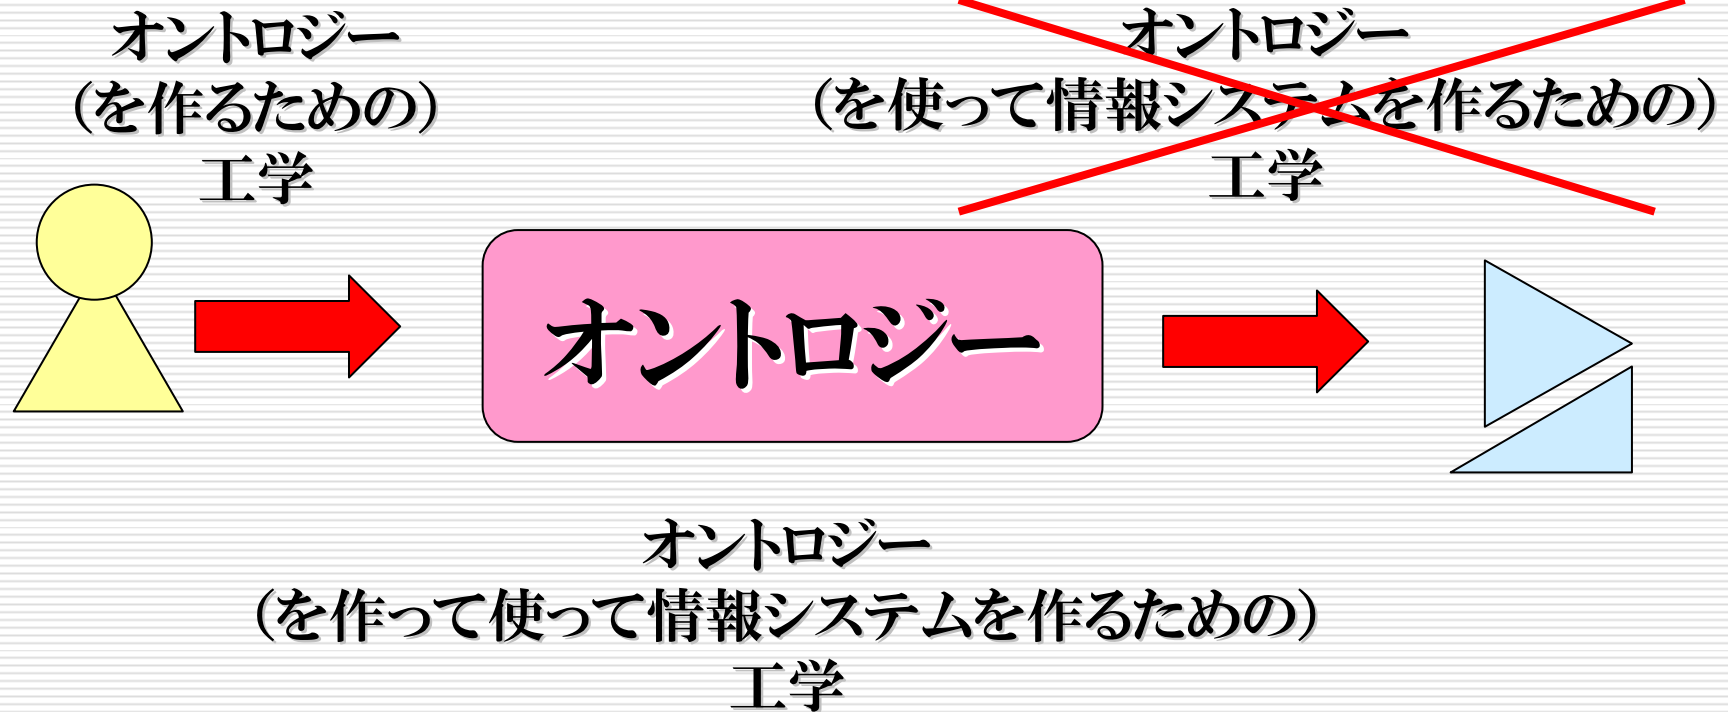 オントロジー
（を作るための）
工学
オントロジー
（を使って情報システムを作るための）
工学
オントロジー
オントロジー
（を作って使って情報システムを作るための）
工学